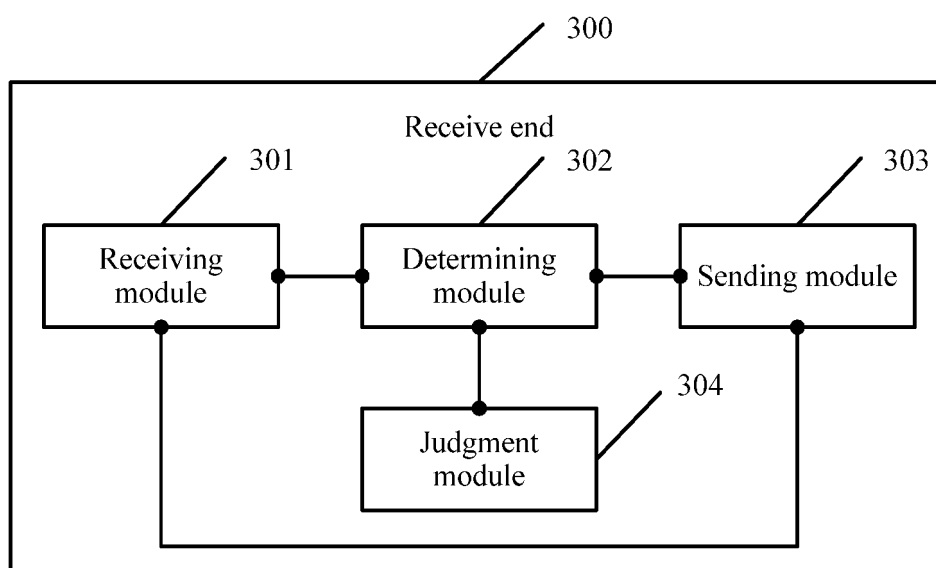 300
Receive end
301
302
303
Receiving
module
Determining
module
Sending module
304
Judgment
module